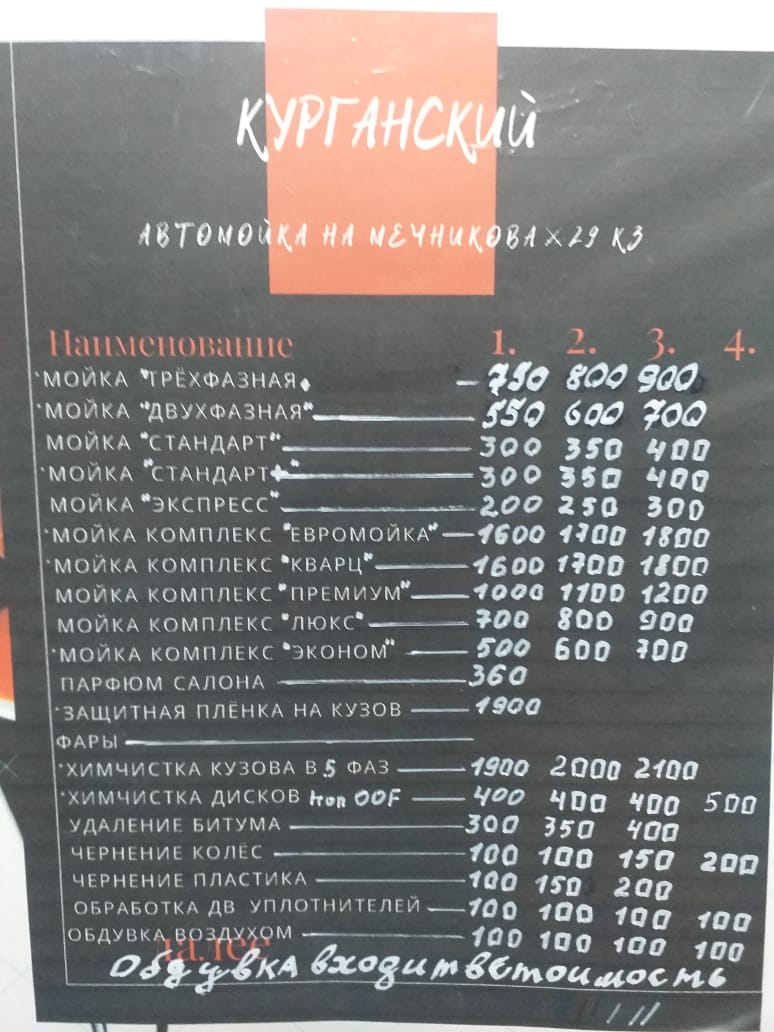 КУРГАНСКИЙ
АВТОМОЙКА НА МЕЧНИКОВА × 29 КЗ
Наименование 1. 2. 3. 4.
МОЙКА "ТРЁХФАЗНАЯ — 750 800 900
МОЙКА "ДВУХФАЗНАЯ" — 550 600 700
МОЙКА "СТАНДАРТ" — 300 350 400
МОЙКА "СТАНДАРТ+" — 300 350 400
МОЙКА "ЭКСПРЕСС" — 200 250 300
МОЙКА КОМПЛЕКС "ЕВРОМОЙКА" — 1600 1700 1800
МОЙКА КОМПЛЕКС "КВАРЦ" — 1600 1700 1800
МОЙКА КОМПЛЕКС "ПРЕМИУМ" — 1000 1100 1200
МОЙКА КОМПЛЕКС "ЛЮКС" — 700 800 900
МОЙКА КОМПЛЕКС "ЭКОНОМ" — 500 600 700
ПАРФЮМ САЛОНА — 360
ЗАЩИТНАЯ ПЛЁНКА НА КУЗОВ — 1900
ФАРЫ —
ХИМЧИСТКА КУЗОВА В 5 ФАЗ — 1900 2000 2100
ХИМЧИСТКА ДИСКОВ — 400 400 400 500
УДАЛЕНИЕ БИТУМА — 300 350 400
ЧЕРНЕНИЕ КОЛЁС — 100 100 150 200
ЧЕРНЕНИЕ ПЛАСТИКА — 100 150 200
ОБРАБОТКА ДВ УПЛОТНИТЕЛЕЙ — 100 100 100 100
ОБДУВКА ВОЗДУХОМ — 100 100 100 100
далее
Обдувка входит в стоимость